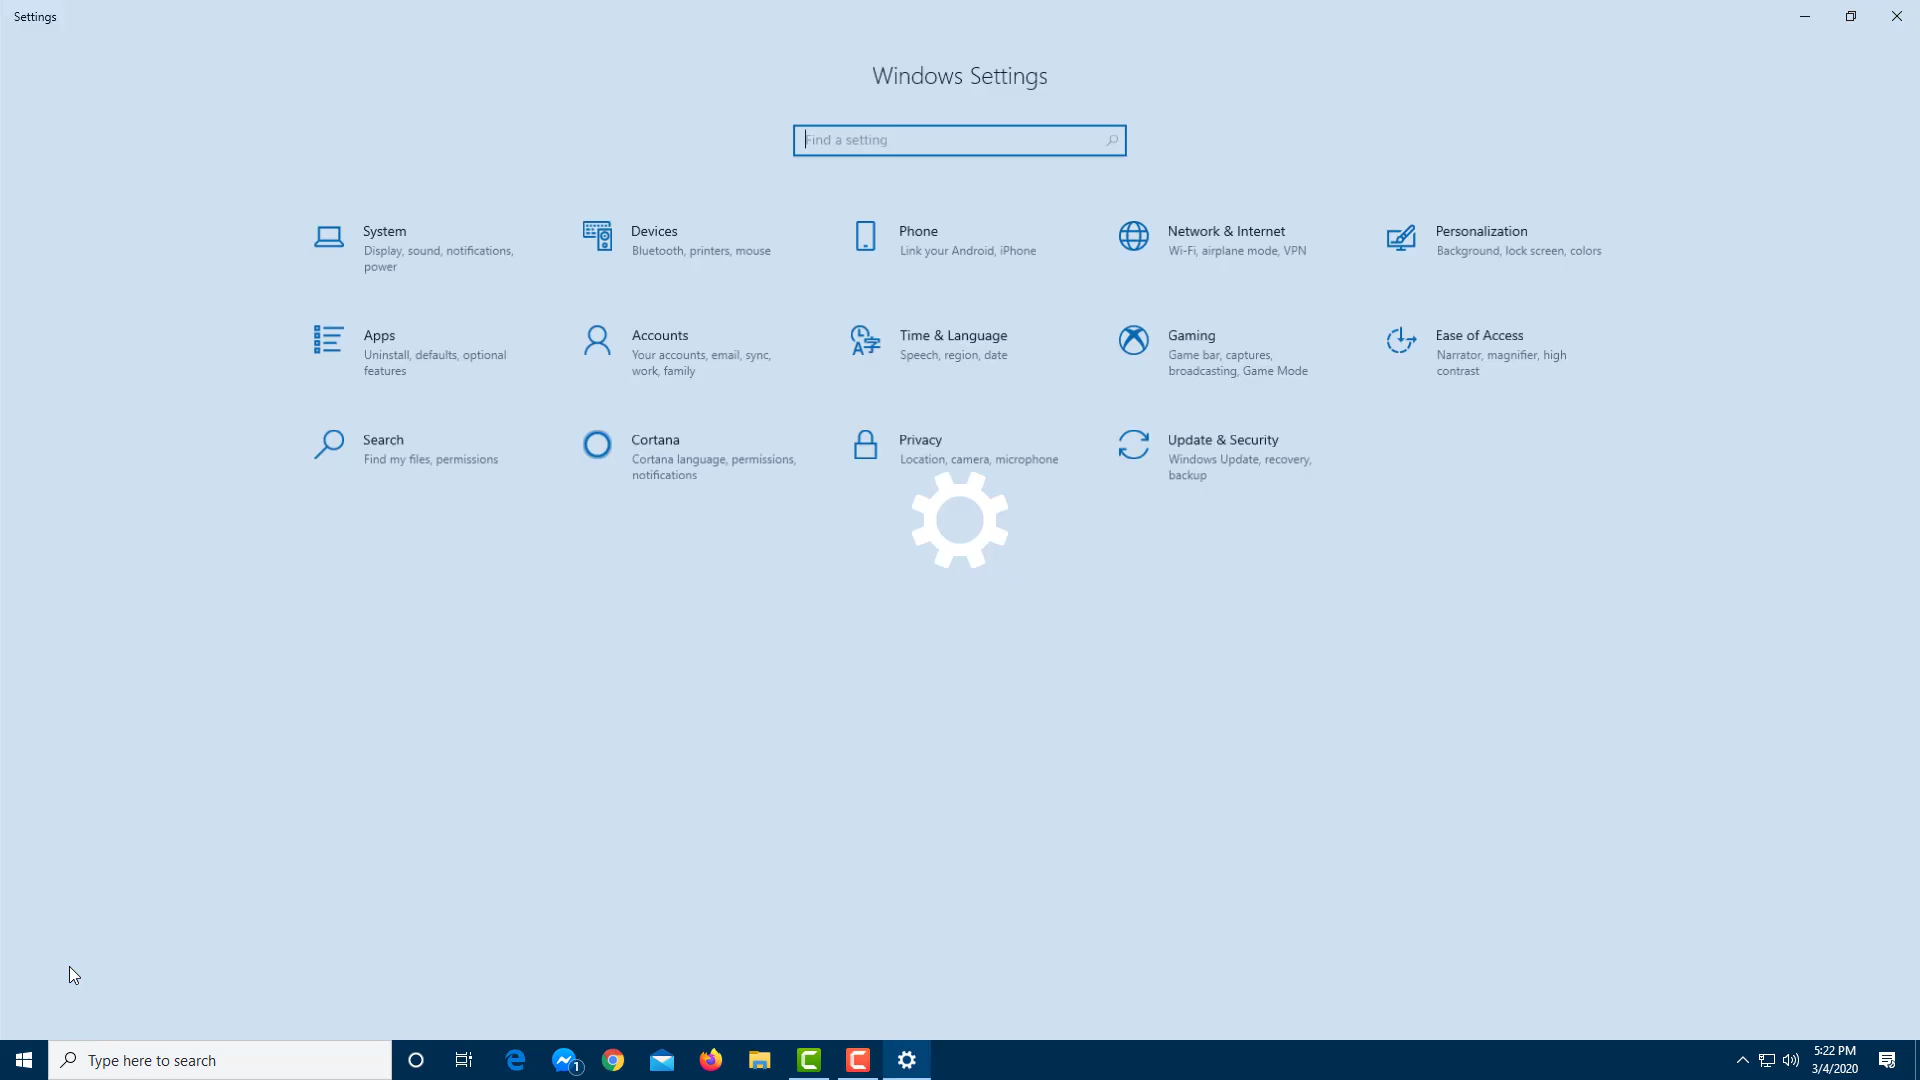 Settings
Windows Settings
Find a setting
System
Display, sound, notifications,
power
Devices
Bluetooth, printers, mouse
Phone
Link your Android, iPhone
Network & Internet
Wi-Fi, airplane mode, VPN
Personalization
Background, lock screen, colors
Apps
Uninstall, defaults, optional
features
Accounts
Your accounts, email, sync,
work, family
Time & Language
Speech, region, date
Gaming
Game bar, captures,
broadcasting, Game Mode
Ease of Access
Narrator, magnifier, high
contrast
Search
Find my files, permissions
Cortana
Cortana language, permissions,
notifications
Privacy
Location, camera, microphone
Update & Security
Windows Update, recovery,
backup
Type here to search
1
5:22 PM
3/4/2020